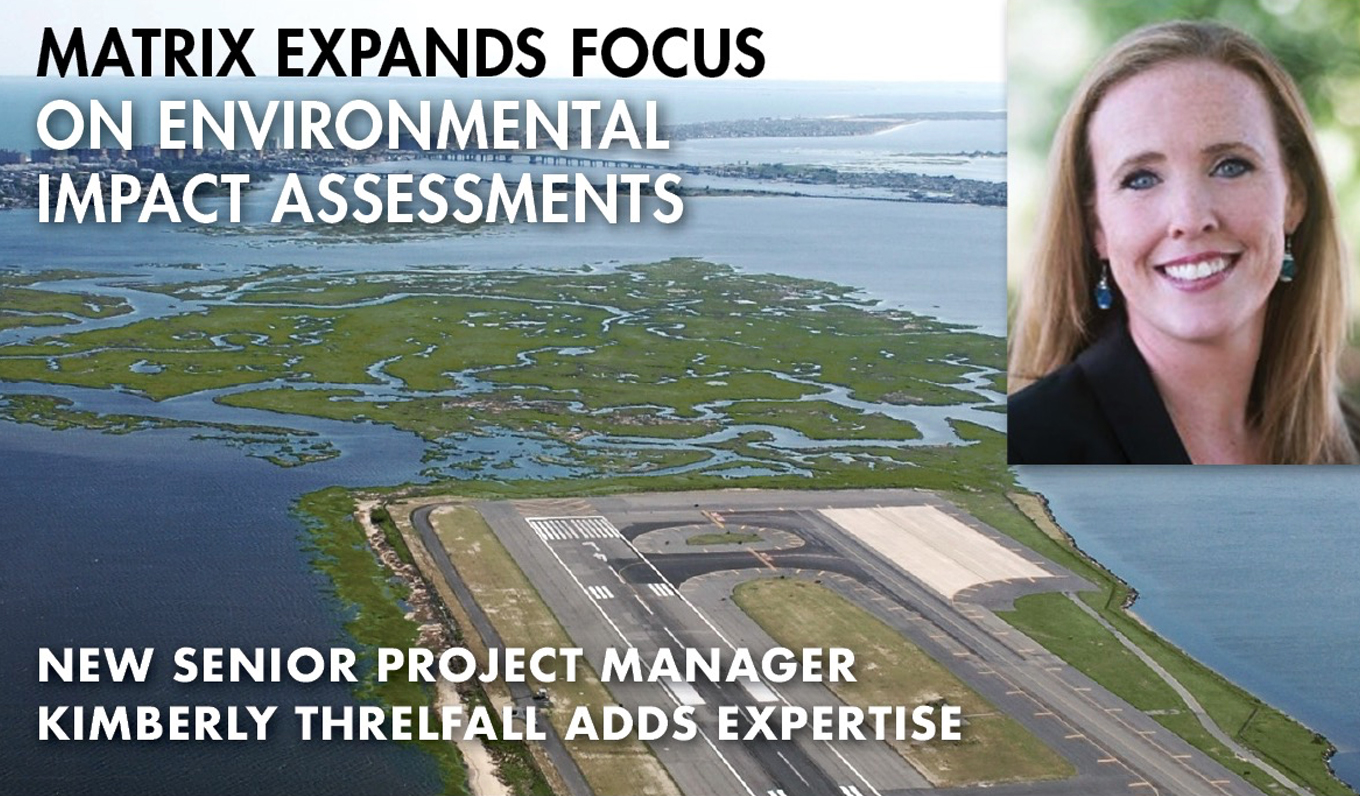 MATRIX EXPANDS FOCUS
ON ENVIRONMENTAL
IMPACT ASSESSMENTS
NEW SENIOR PROJECT MANAGER
KIMBERLY THRELFALL ADDS EXPERTISE